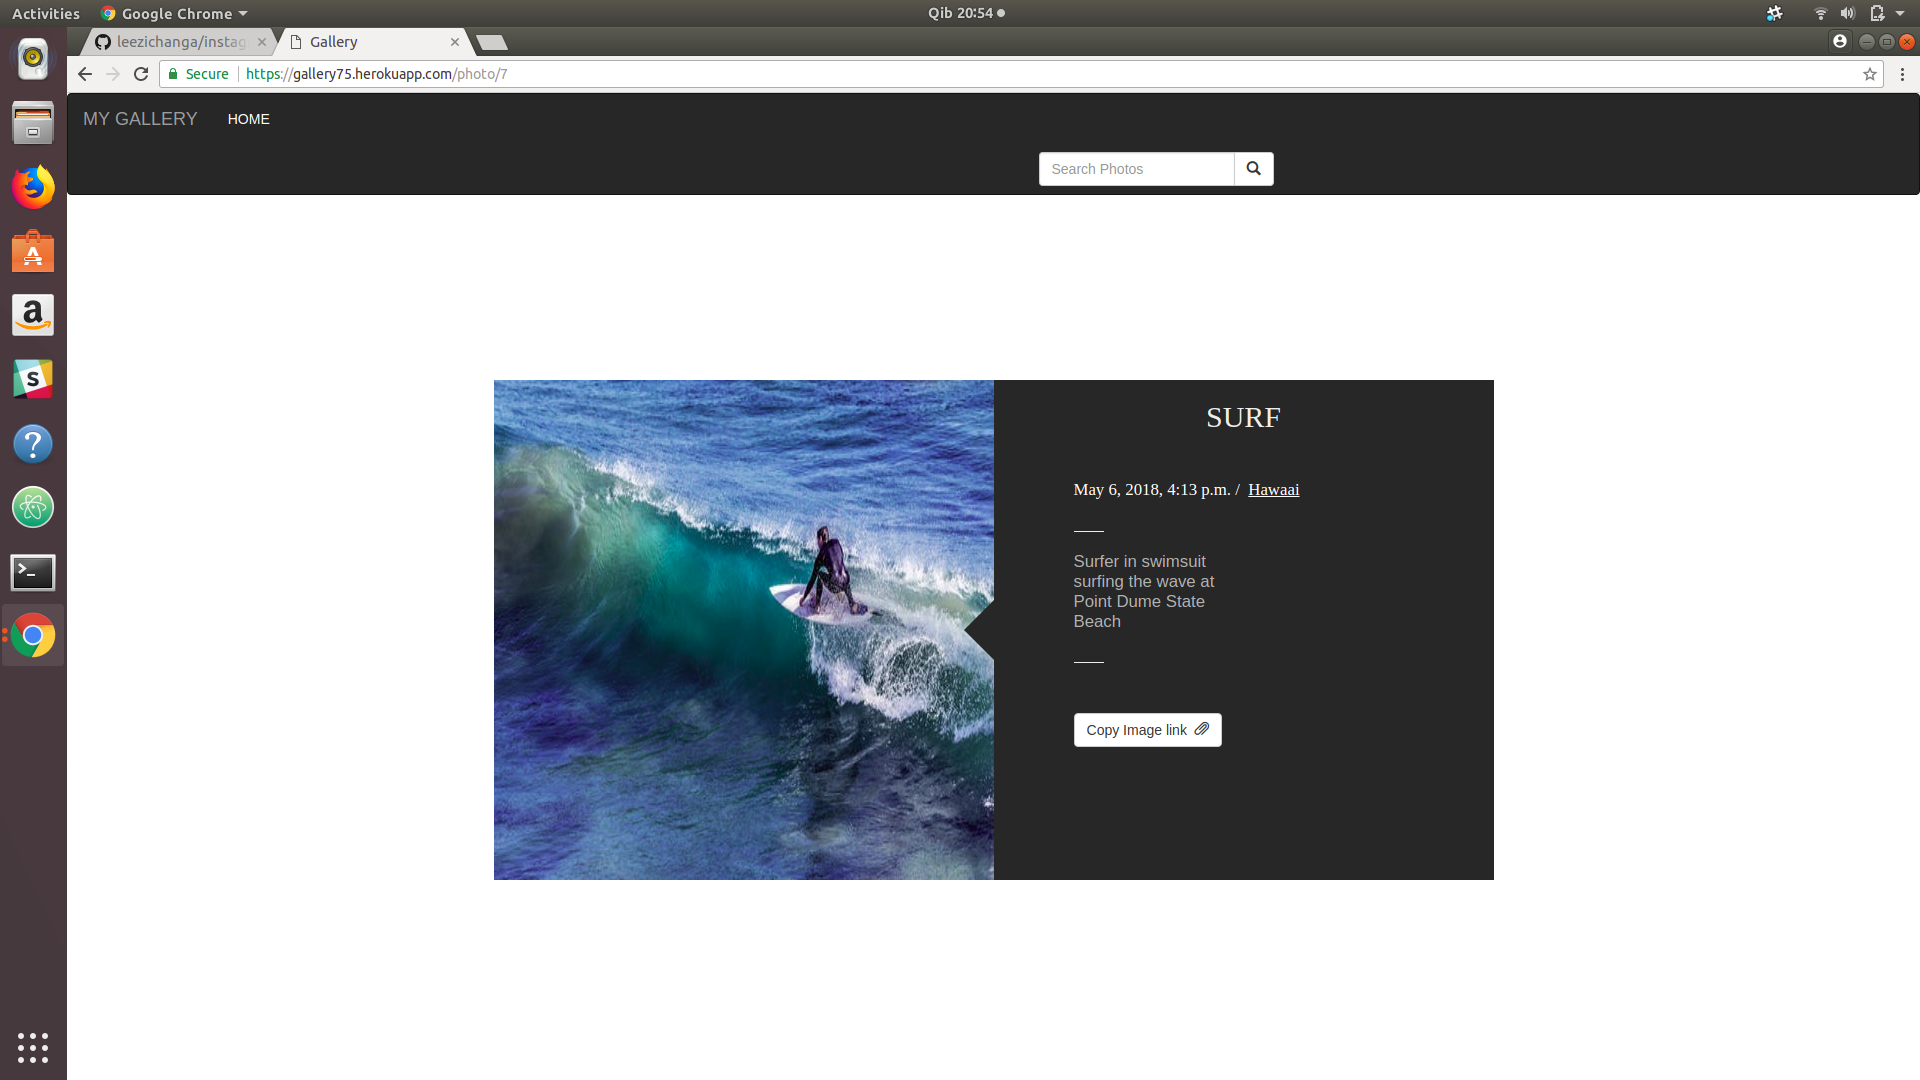 Activities Google Chrome Qib 20:54
leezichanga/instag Gallery
Secure https://gallery75.herokuapp.com/photo/7
MY GALLERY HOME
Search Photos
SURF
May 6, 2018, 4:13 p.m. / Hawaai
Surfer in swimsuit
surfing the wave at
Point Dume State
Beach
Copy Image link